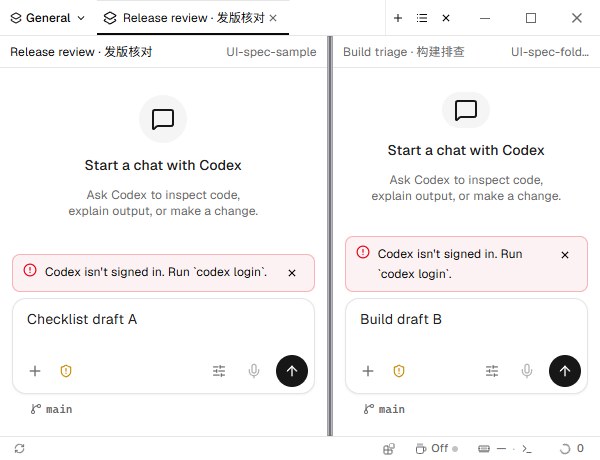 General
Release review · 发版核对
Release review · 发版核对
UI-spec-sample
Start a chat with Codex
Ask Codex to inspect code,
explain output, or make a change.
Codex isn't signed in. Run `codex login`.
Checklist draft A
main
Build triage · 构建排查
UI-spec-fold…
Start a chat with Codex
Ask Codex to inspect code,
explain output, or make a change.
Codex isn't signed in. Run
`codex login`.
Build draft B
main
Off
— ·
0